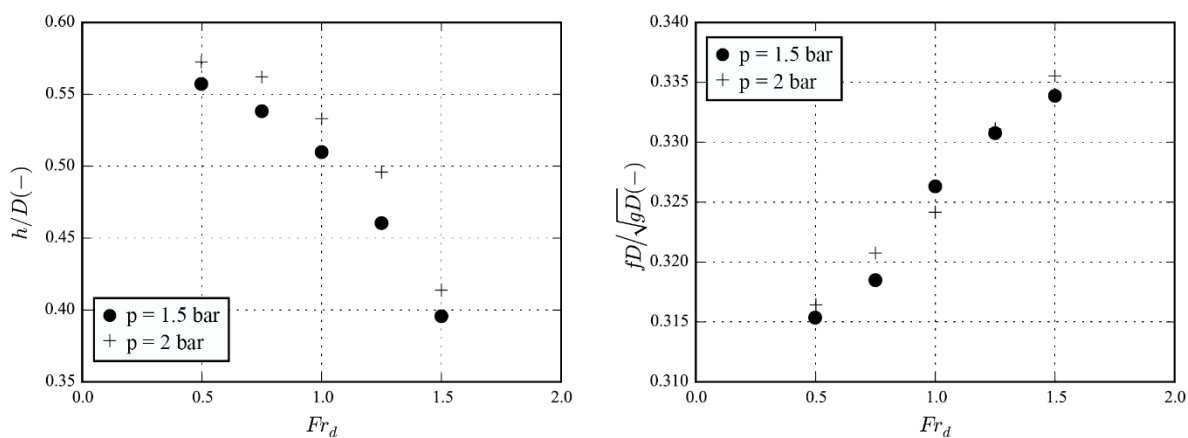 0.60
0.55
0.50
0.45
0.40
0.35
h/D(−)
p = 1.5 bar
p = 2 bar
0.0 0.5 1.0 1.5 2.0
Fr_d
0.340
0.335
0.330
0.325
0.320
0.315
0.310
fD/√gD(−)
p = 1.5 bar
p = 2 bar
0.0 0.5 1.0 1.5 2.0
Fr_d